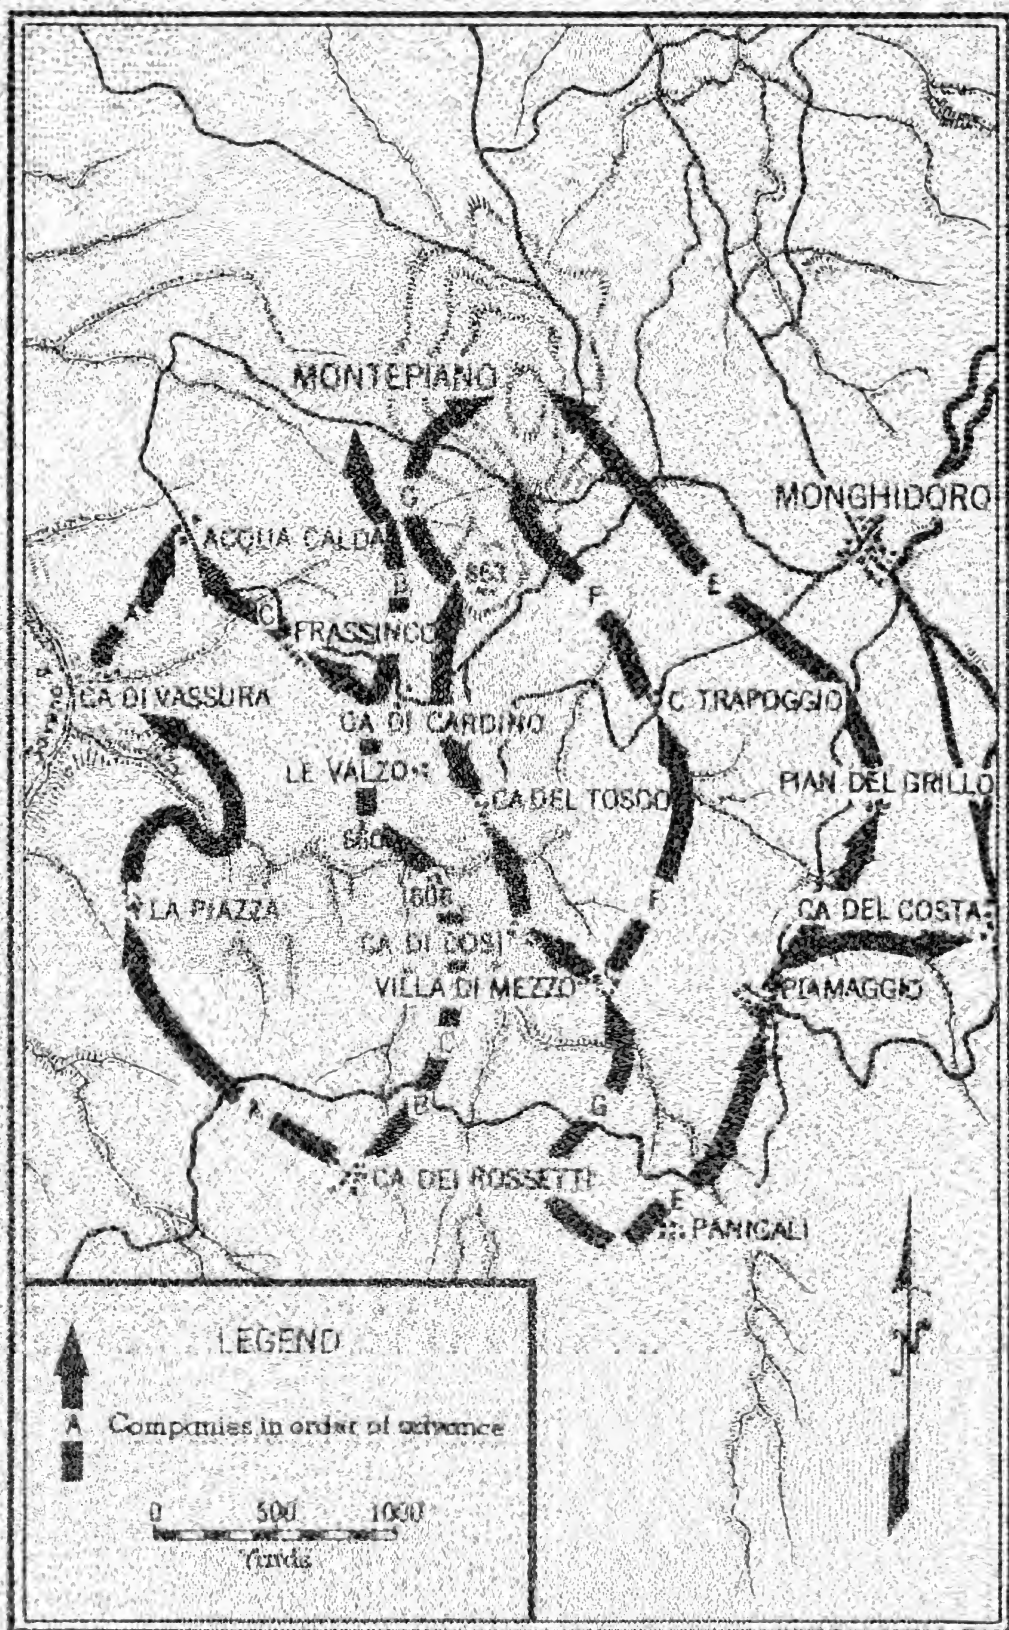 MONTEPIANO
MONGHIDORO
ACQUA CALDA
G
863
B
F
E
A
C
FRASSINCO
CA DI VASSURA
C. TRAPOGGIO
CA DI CARDINO
LE VALZO
CA DEL TOSCO
PIAN DEL GRILLO
660
606
F
LA PIAZZA
CA DEL COSTA
CA DI COSI
VILLA DI MEZZO
PIAMAGGIO
C
A
B
G
CA DEI ROSSETTI
E
PANICALI
LEGEND
A Companies in order of advance
0 500 1000
Yards